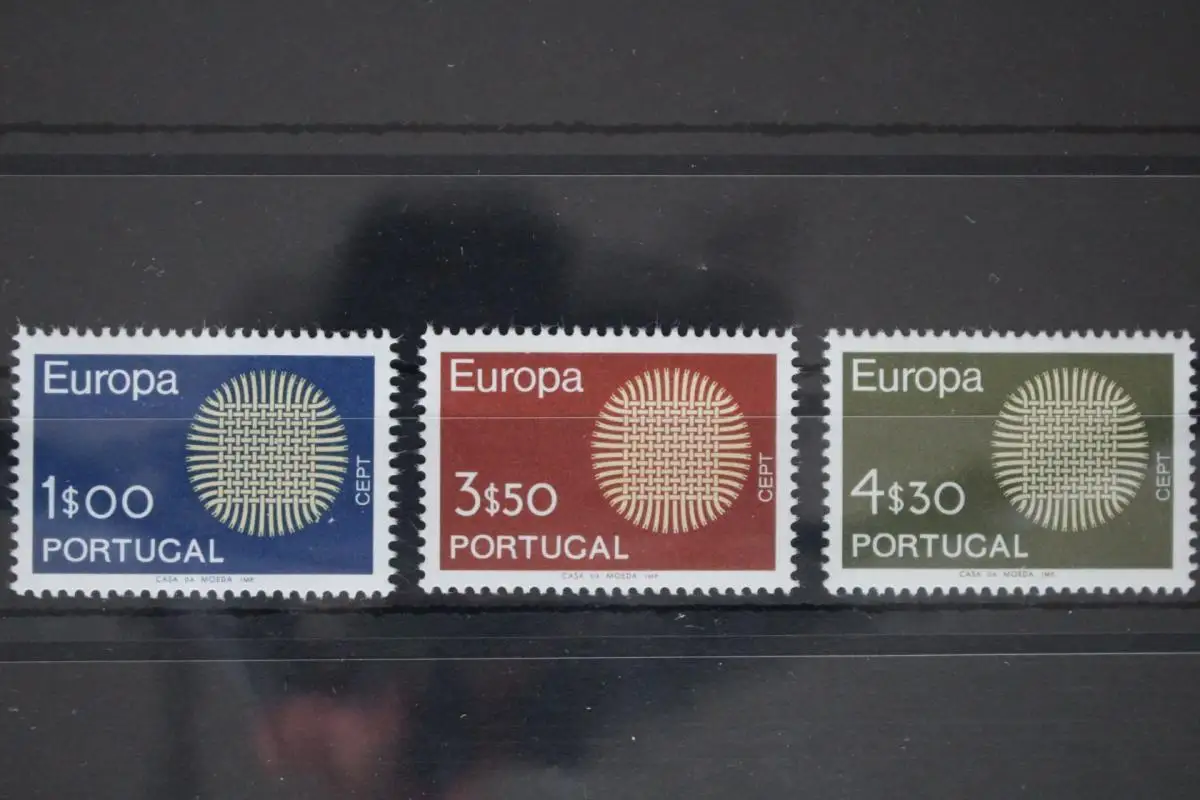 Europa
1$00
CEPT
PORTUGAL
CASA DA MOEDA IMP.
Europa
3$50
CEPT
PORTUGAL
CASA DA MOEDA IMP.
Europa
4$30
CEPT
PORTUGAL
CASA DA MOEDA IMP.